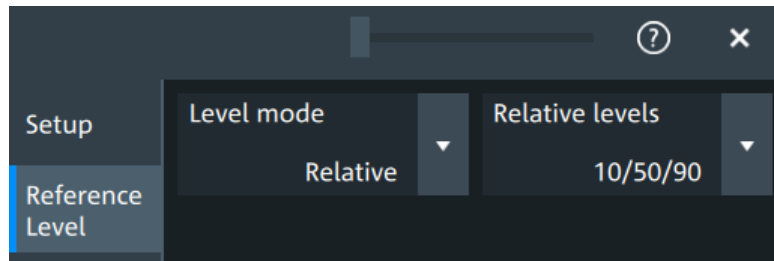 ?
Setup
Reference
Level
Level mode
Relative
Relative levels
10/50/90